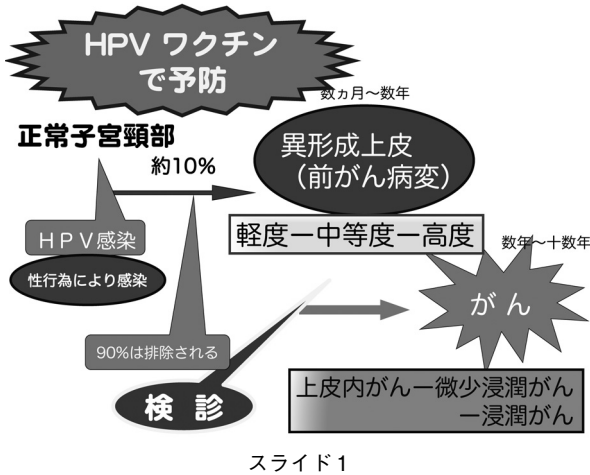 HPV ワクチン
で予防
数ヵ月〜数年
正常子宮頸部
約10%
異形成上皮
（前がん病変）
HPV感染
軽度ー中等度ー高度
数年〜十数年
性行為により感染
がん
90%は排除される
検 診
上皮内がんー微少浸潤がん
ー浸潤がん
スライド1